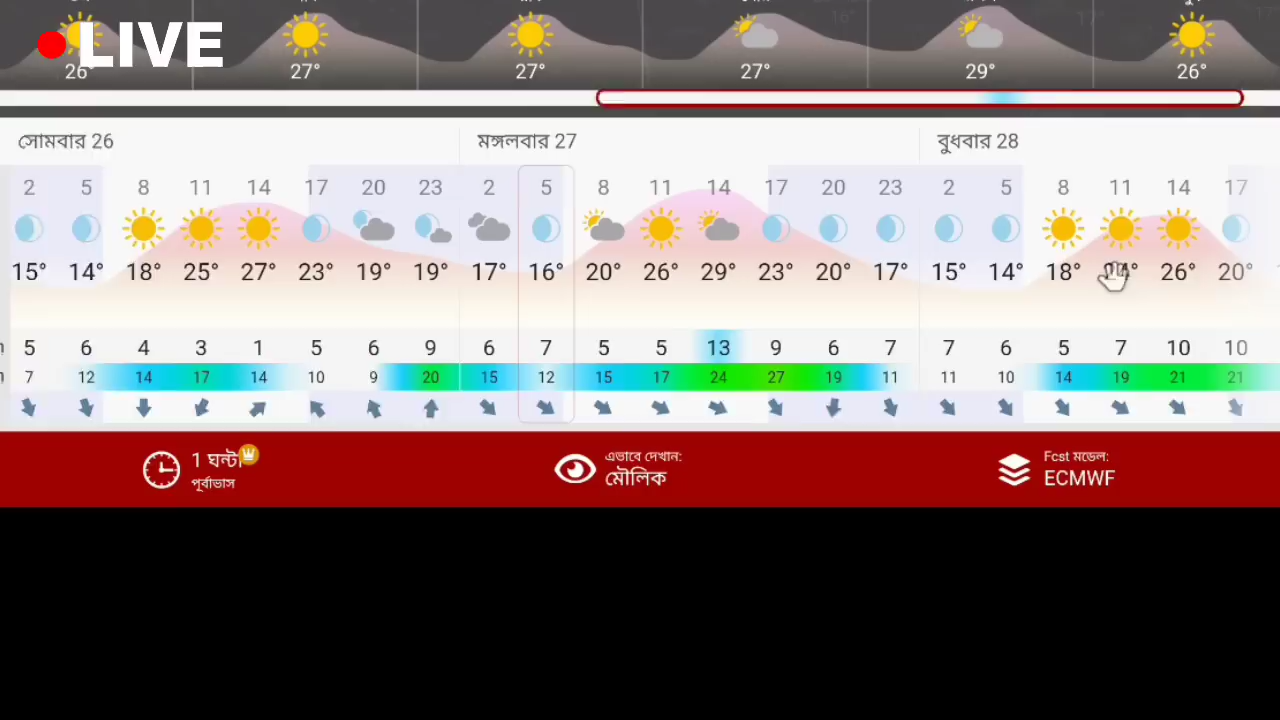 LIVE
26° 27° 27° 27° 29° 26°
সোমবার 26 মঙ্গলবার 27 বুধবার 28
2 5 8 11 14 17 20 23 2 5 8 11 14 17 20 23 2 5 8 11 14 17
15° 14° 18° 25° 27° 23° 19° 19° 17° 16° 20° 26° 29° 23° 20° 17° 15° 14° 18° 26° 20°
5 6 4 3 1 5 6 9 6 7 5 5 13 9 6 7 7 6 5 7 10 10
7 12 14 17 14 10 9 20 15 12 15 17 24 27 19 11 11 10 14 19 21 21
1 ঘন্টা
পূর্বাভাস
এভাবে দেখান:
মৌলিক
Fcst মডেল:
ECMWF